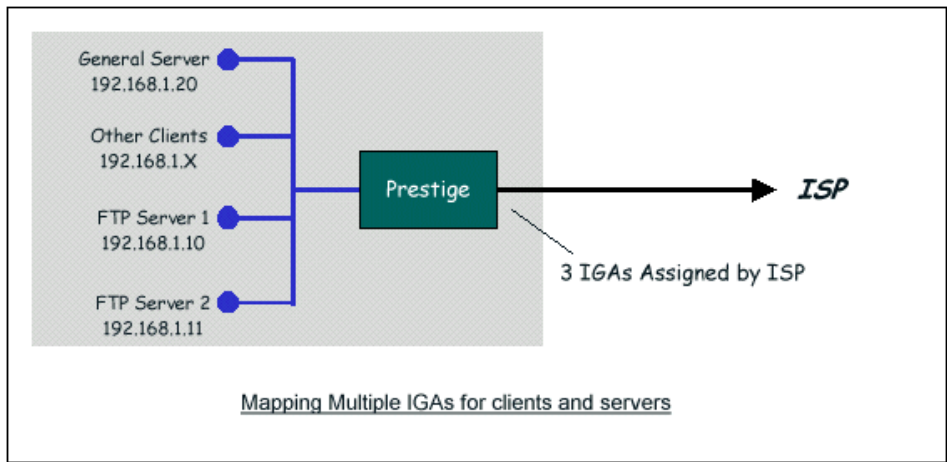 General Server
192.168.1.20
Other Clients
192.168.1.X
FTP Server 1
192.168.1.10
FTP Server 2
192.168.1.11
Prestige
ISP
3 IGAs Assigned by ISP
Mapping Multiple IGAs for clients and servers